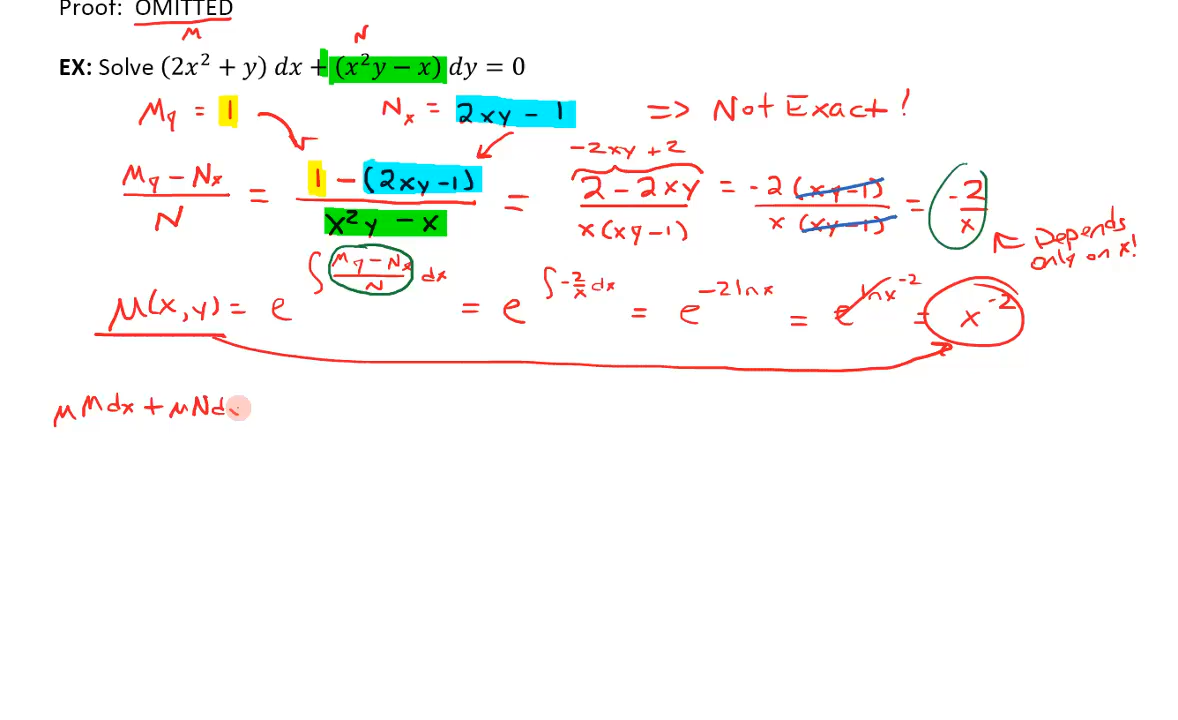 Proof: OMITTED
M N
EX: Solve (2x² + y) dx + (x²y − x) dy = 0
My = 1 Nx = 2xy − 1 => Not Exact!
−2xy + 2
My − Nx / N = 1 − (2xy−1) / x²y − x = 2 − 2xy / x(xy−1) = −2(xy−1) / x(xy−1) = −2/x
Depends only on x!
μ(x,y) = e^∫ My − Nx / N dx = e^∫ −2/x dx = e^−2lnx = e^lnx^−2 = x^−2
μMdx + μNd